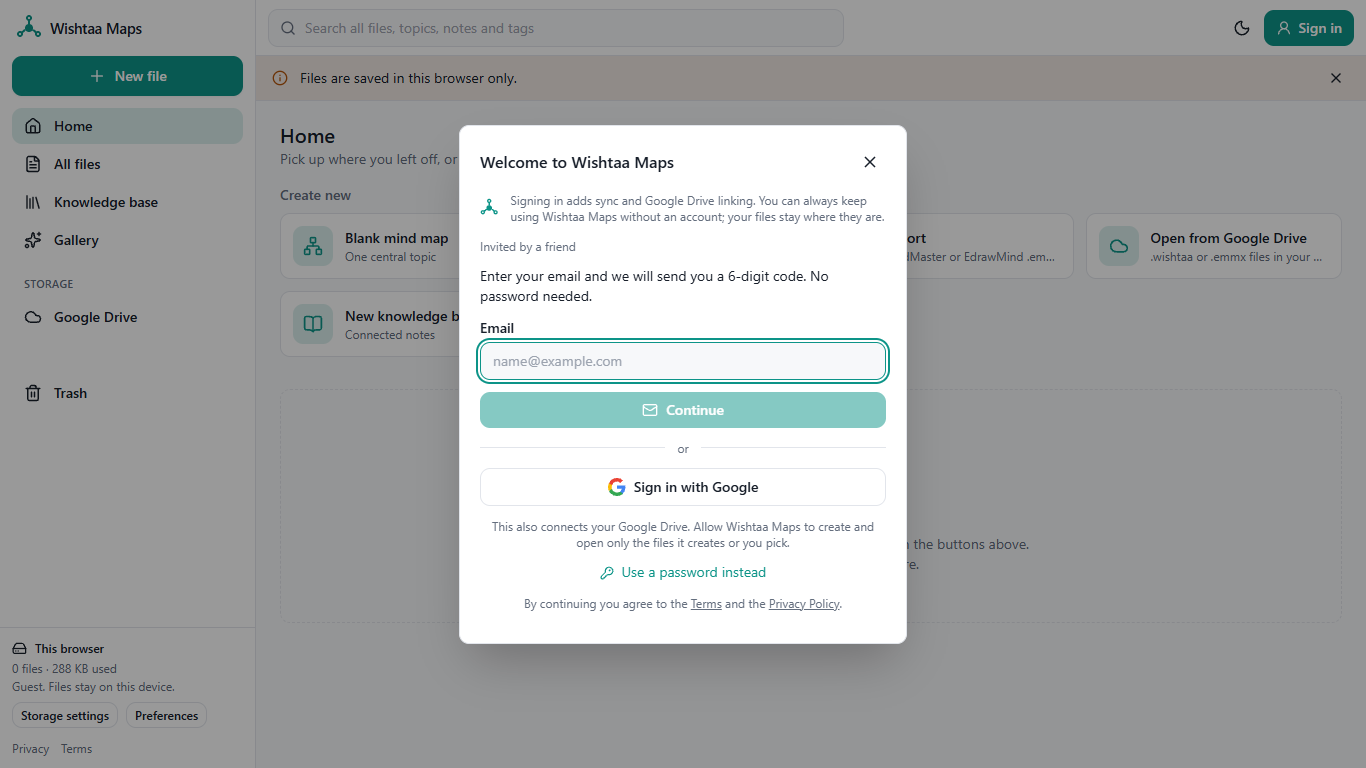 Wishtaa Maps
New file
Home
All files
Knowledge base
Gallery
STORAGE
Google Drive
Trash
This browser
0 files · 288 KB used
Guest. Files stay on this device.
Storage settings
Preferences
Privacy
Terms
Search all files, topics, notes and tags
Sign in
Files are saved in this browser only.
Home
Pick up where you left off, or
Create new
Blank mind map
One central topic
ort
dMaster or EdrawMind .em...
Open from Google Drive
.wishtaa or .emmx files in your ...
New knowledge b
Connected notes
the buttons above.
re.
Welcome to Wishtaa Maps
Signing in adds sync and Google Drive linking. You can always keep
using Wishtaa Maps without an account; your files stay where they are.
Invited by a friend
Enter your email and we will send you a 6-digit code. No
password needed.
Email
name@example.com
Continue
or
Sign in with Google
This also connects your Google Drive. Allow Wishtaa Maps to create and
open only the files it creates or you pick.
Use a password instead
By continuing you agree to the Terms and the Privacy Policy.